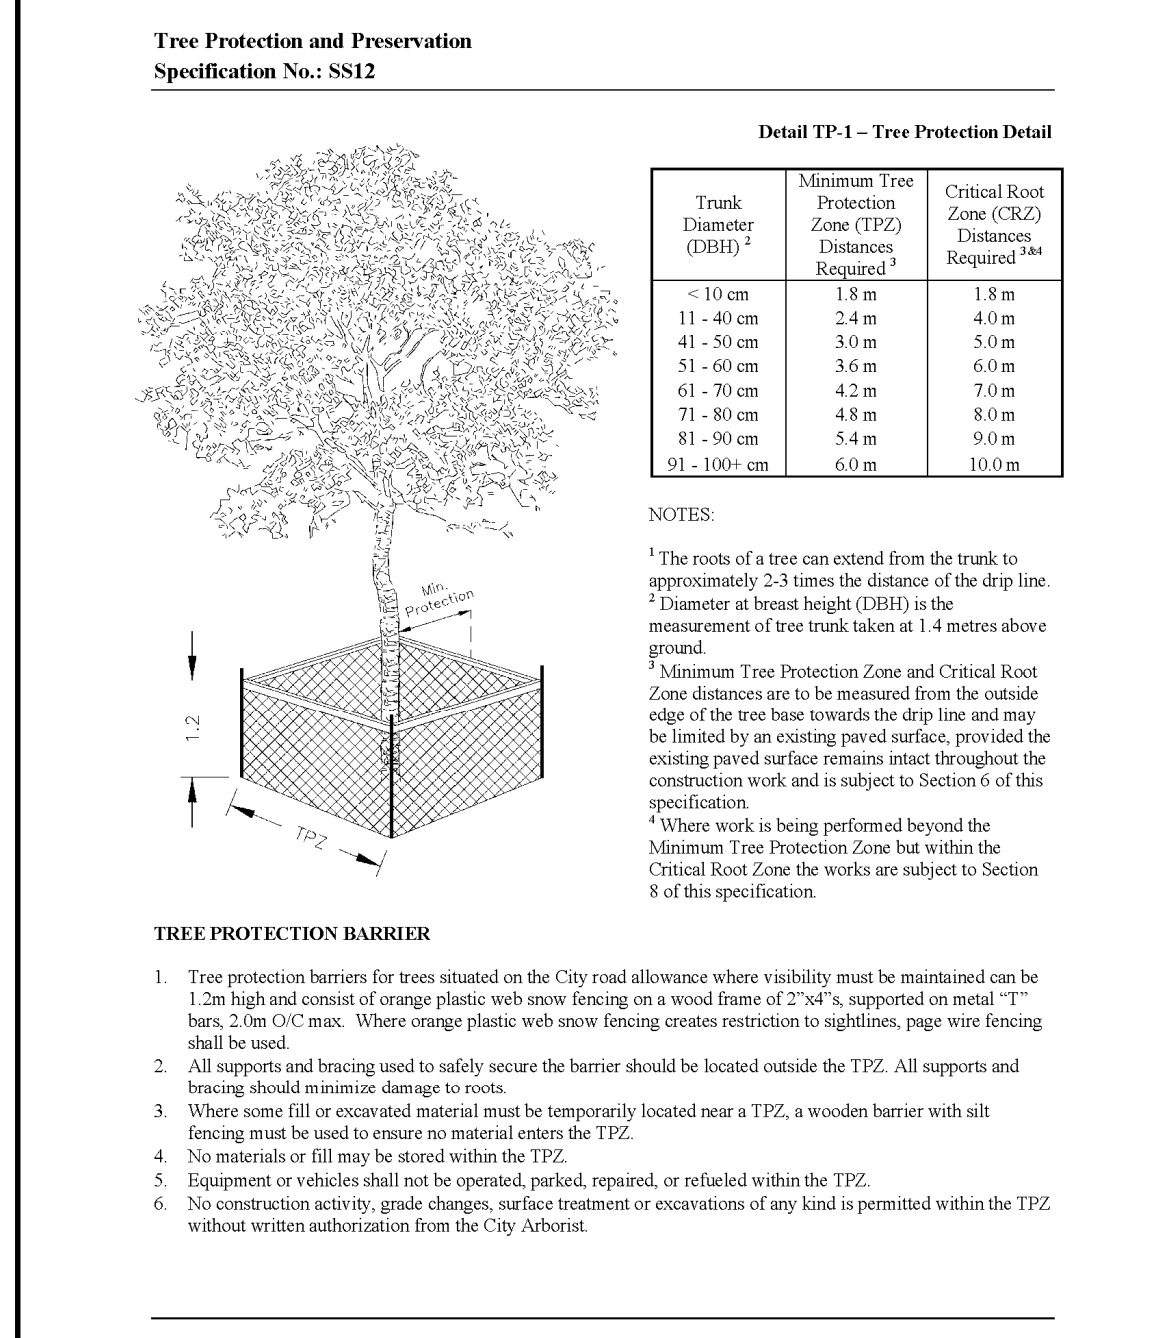 Tree Protection and Preservation
Specification No.: SS12
Detail TP-1 – Tree Protection Detail
Trunk Diameter (DBH) 2
Minimum Tree Protection Zone (TPZ) Distances Required 3
Critical Root Zone (CRZ) Distances Required 3&4
< 10 cm 1.8 m 1.8 m
11 - 40 cm 2.4 m 4.0 m
41 - 50 cm 3.0 m 5.0 m
51 - 60 cm 3.6 m 6.0 m
61 - 70 cm 4.2 m 7.0 m
71 - 80 cm 4.8 m 8.0 m
81 - 90 cm 5.4 m 9.0 m
91 - 100+ cm 6.0 m 10.0 m
Min.
Protection
1.2
TPZ
NOTES:
1 The roots of a tree can extend from the trunk to
approximately 2-3 times the distance of the drip line.
2 Diameter at breast height (DBH) is the
measurement of tree trunk taken at 1.4 metres above
ground.
3 Minimum Tree Protection Zone and Critical Root
Zone distances are to be measured from the outside
edge of the tree base towards the drip line and may
be limited by an existing paved surface, provided the
existing paved surface remains intact throughout the
construction work and is subject to Section 6 of this
specification.
4 Where work is being performed beyond the
Minimum Tree Protection Zone but within the
Critical Root Zone the works are subject to Section
8 of this specification.
TREE PROTECTION BARRIER
1. Tree protection barriers for trees situated on the City road allowance where visibility must be maintained can be
1.2m high and consist of orange plastic web snow fencing on a wood frame of 2”x4”s, supported on metal “T”
bars, 2.0m O/C max. Where orange plastic web snow fencing creates restriction to sightlines, page wire fencing
shall be used.
2. All supports and bracing used to safely secure the barrier should be located outside the TPZ. All supports and
bracing should minimize damage to roots.
3. Where some fill or excavated material must be temporarily located near a TPZ, a wooden barrier with silt
fencing must be used to ensure no material enters the TPZ.
4. No materials or fill may be stored within the TPZ.
5. Equipment or vehicles shall not be operated, parked, repaired, or refueled within the TPZ.
6. No construction activity, grade changes, surface treatment or excavations of any kind is permitted within the TPZ
without written authorization from the City Arborist.